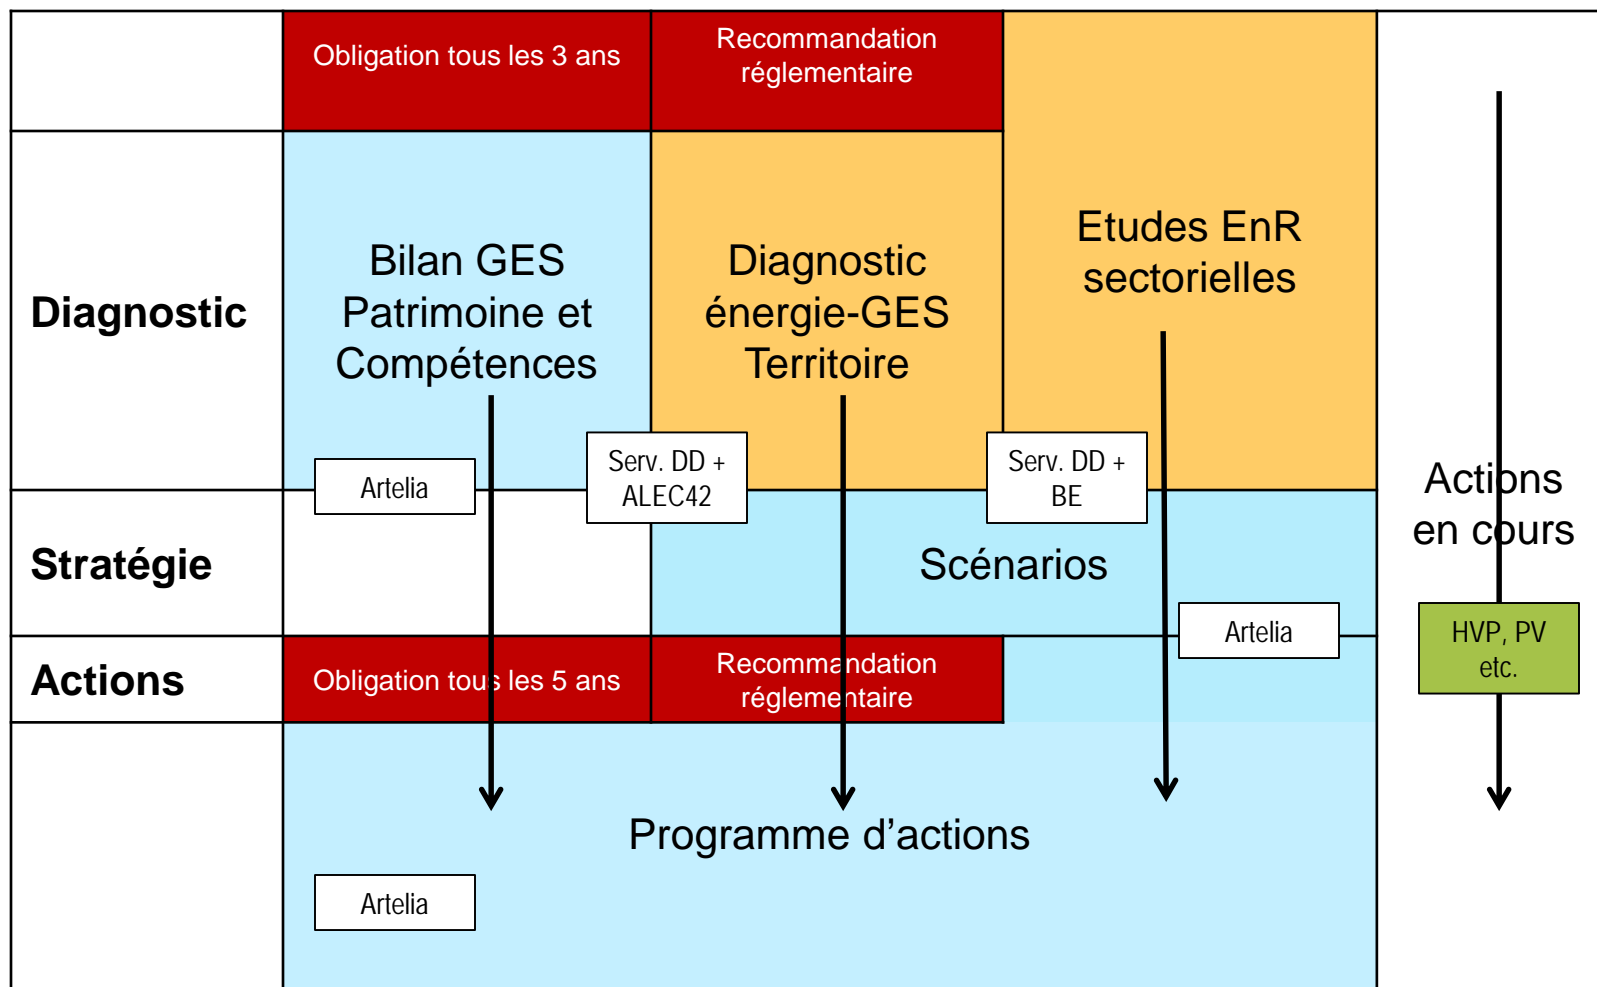 Obligation tous les 3 ans
Recommandation
réglementaire
Diagnostic
Bilan GES
Patrimoine et
Compétences
Diagnostic
énergie-GES
Territoire
Etudes EnR
sectorielles
Artelia
Serv. DD +
ALEC42
Serv. DD +
BE
Actions
en cours
Stratégie
Scénarios
Artelia
HVP, PV
etc.
Actions
Obligation tous les 5 ans
Recommandation
réglementaire
Programme d’actions
Artelia